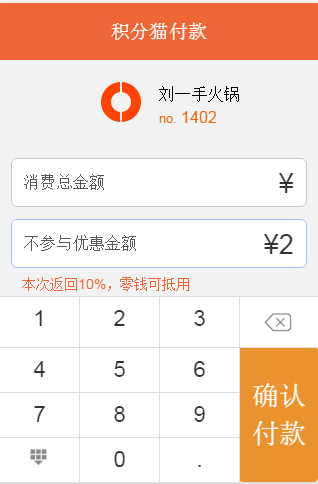 积分猫付款
刘一手火锅
no. 1402
消费总金额 ¥
不参与优惠金额 ¥2
本次返回10%，零钱可抵用
1 2 3
4 5 6
确认
付款
7 8 9
0 .